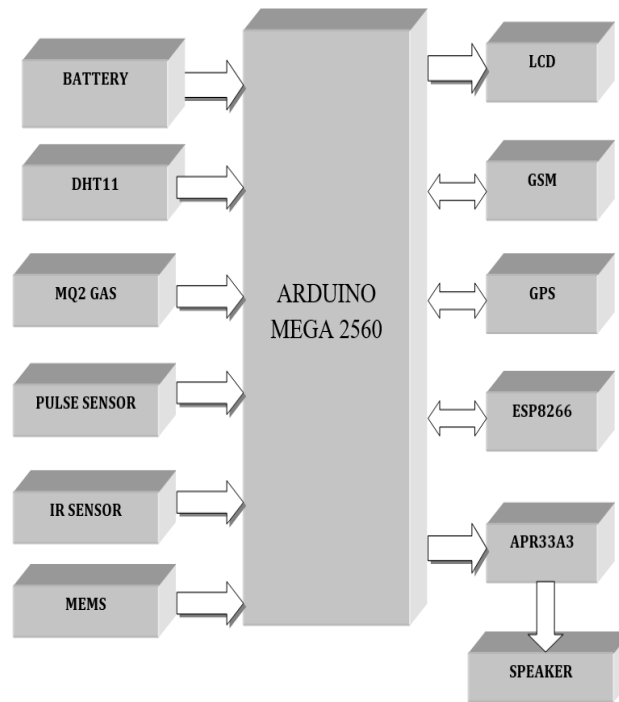 BATTERY
DHT11
MQ2 GAS
PULSE SENSOR
IR SENSOR
MEMS
ARDUINO
MEGA 2560
LCD
GSM
GPS
ESP8266
APR33A3
SPEAKER